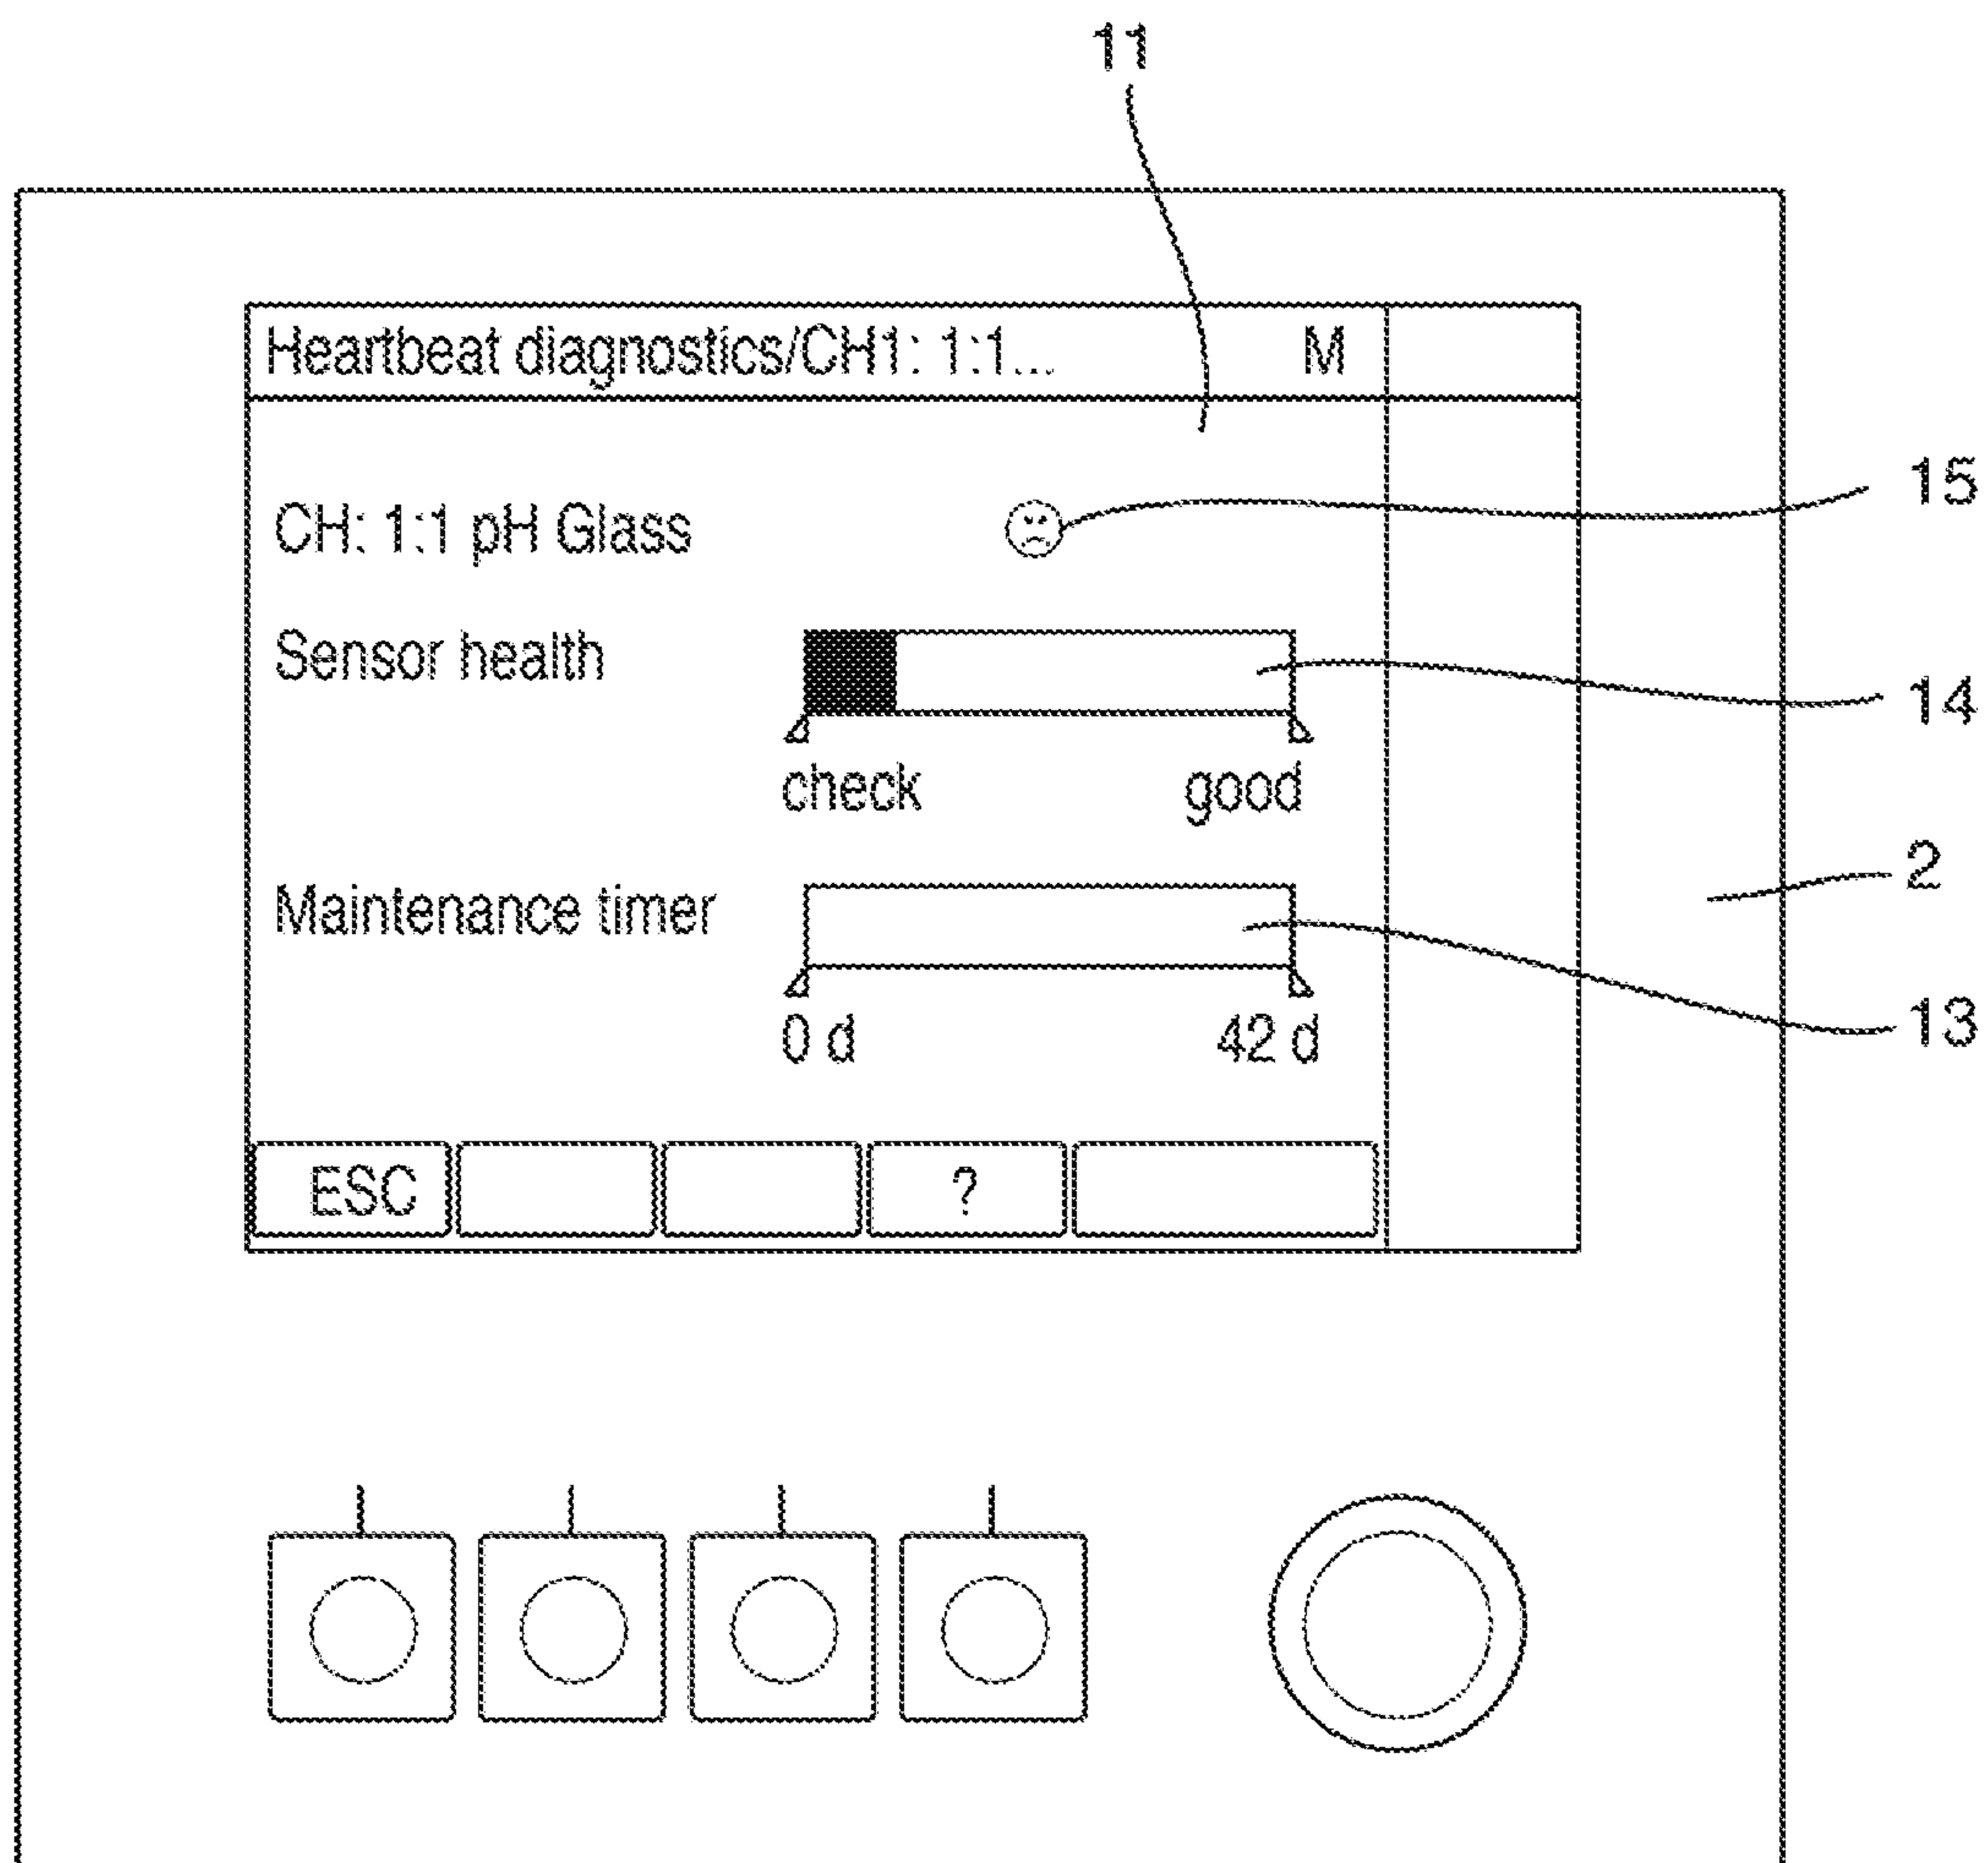 11
Heartbeat diagnostics/CH1: 1:1... M
15
CH: 1:1 pH Glass
Sensor health
14
check good
2
Maintenance timer
13
0 d 42 d
ESC ?